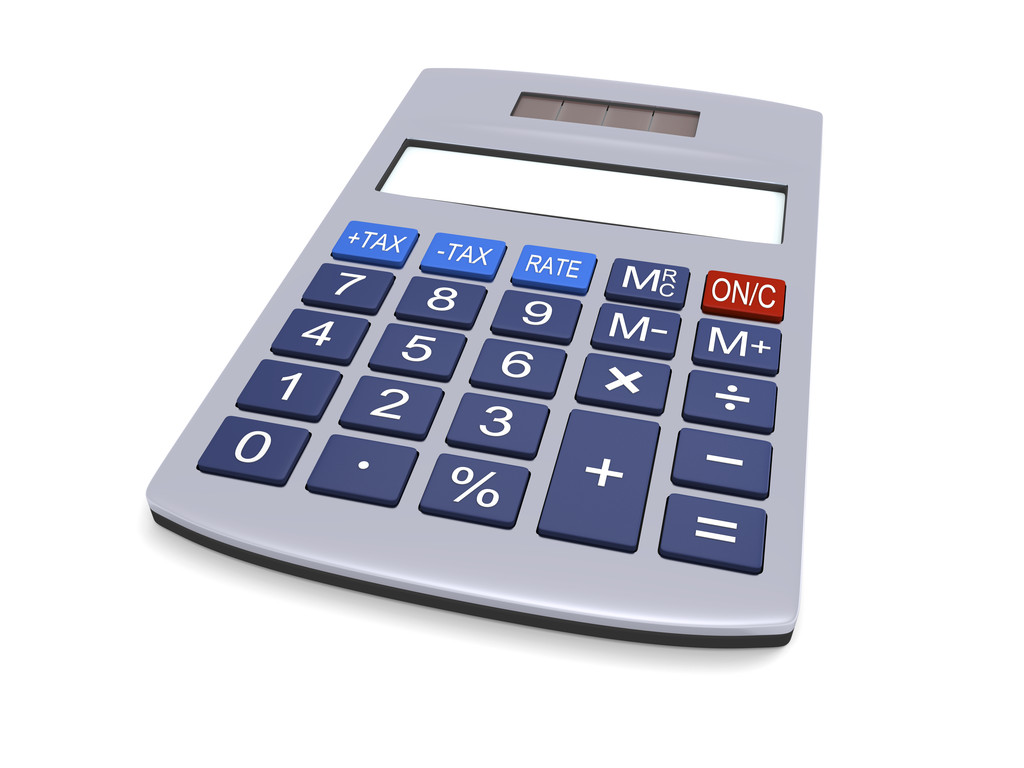 +TAX -TAX RATE MRC ON/C
7 8 9 M− M+
4 5 6 × ÷
1 2 3 + −
0 . % =